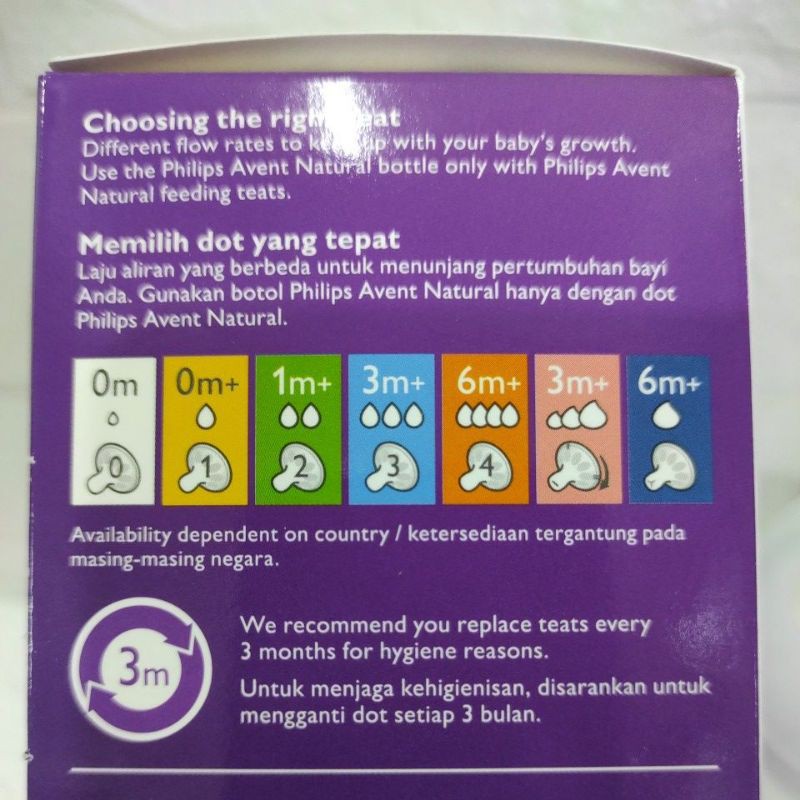 Choosing the right teat
Different flow rates to keep up with your baby's growth.
Use the Philips Avent Natural bottle only with Philips Avent
Natural feeding teats.
Memilih dot yang tepat
Laju aliran yang berbeda untuk menunjang pertumbuhan bayi
Anda. Gunakan botol Philips Avent Natural hanya dengan dot
Philips Avent Natural.
0m 0m+ 1m+ 3m+ 6m+ 3m+ 6m+
0 1 2 3 4
Availability dependent on country / ketersediaan tergantung pada
masing-masing negara.
3m
We recommend you replace teats every
3 months for hygiene reasons.
Untuk menjaga kehigienisan, disarankan untuk
mengganti dot setiap 3 bulan.